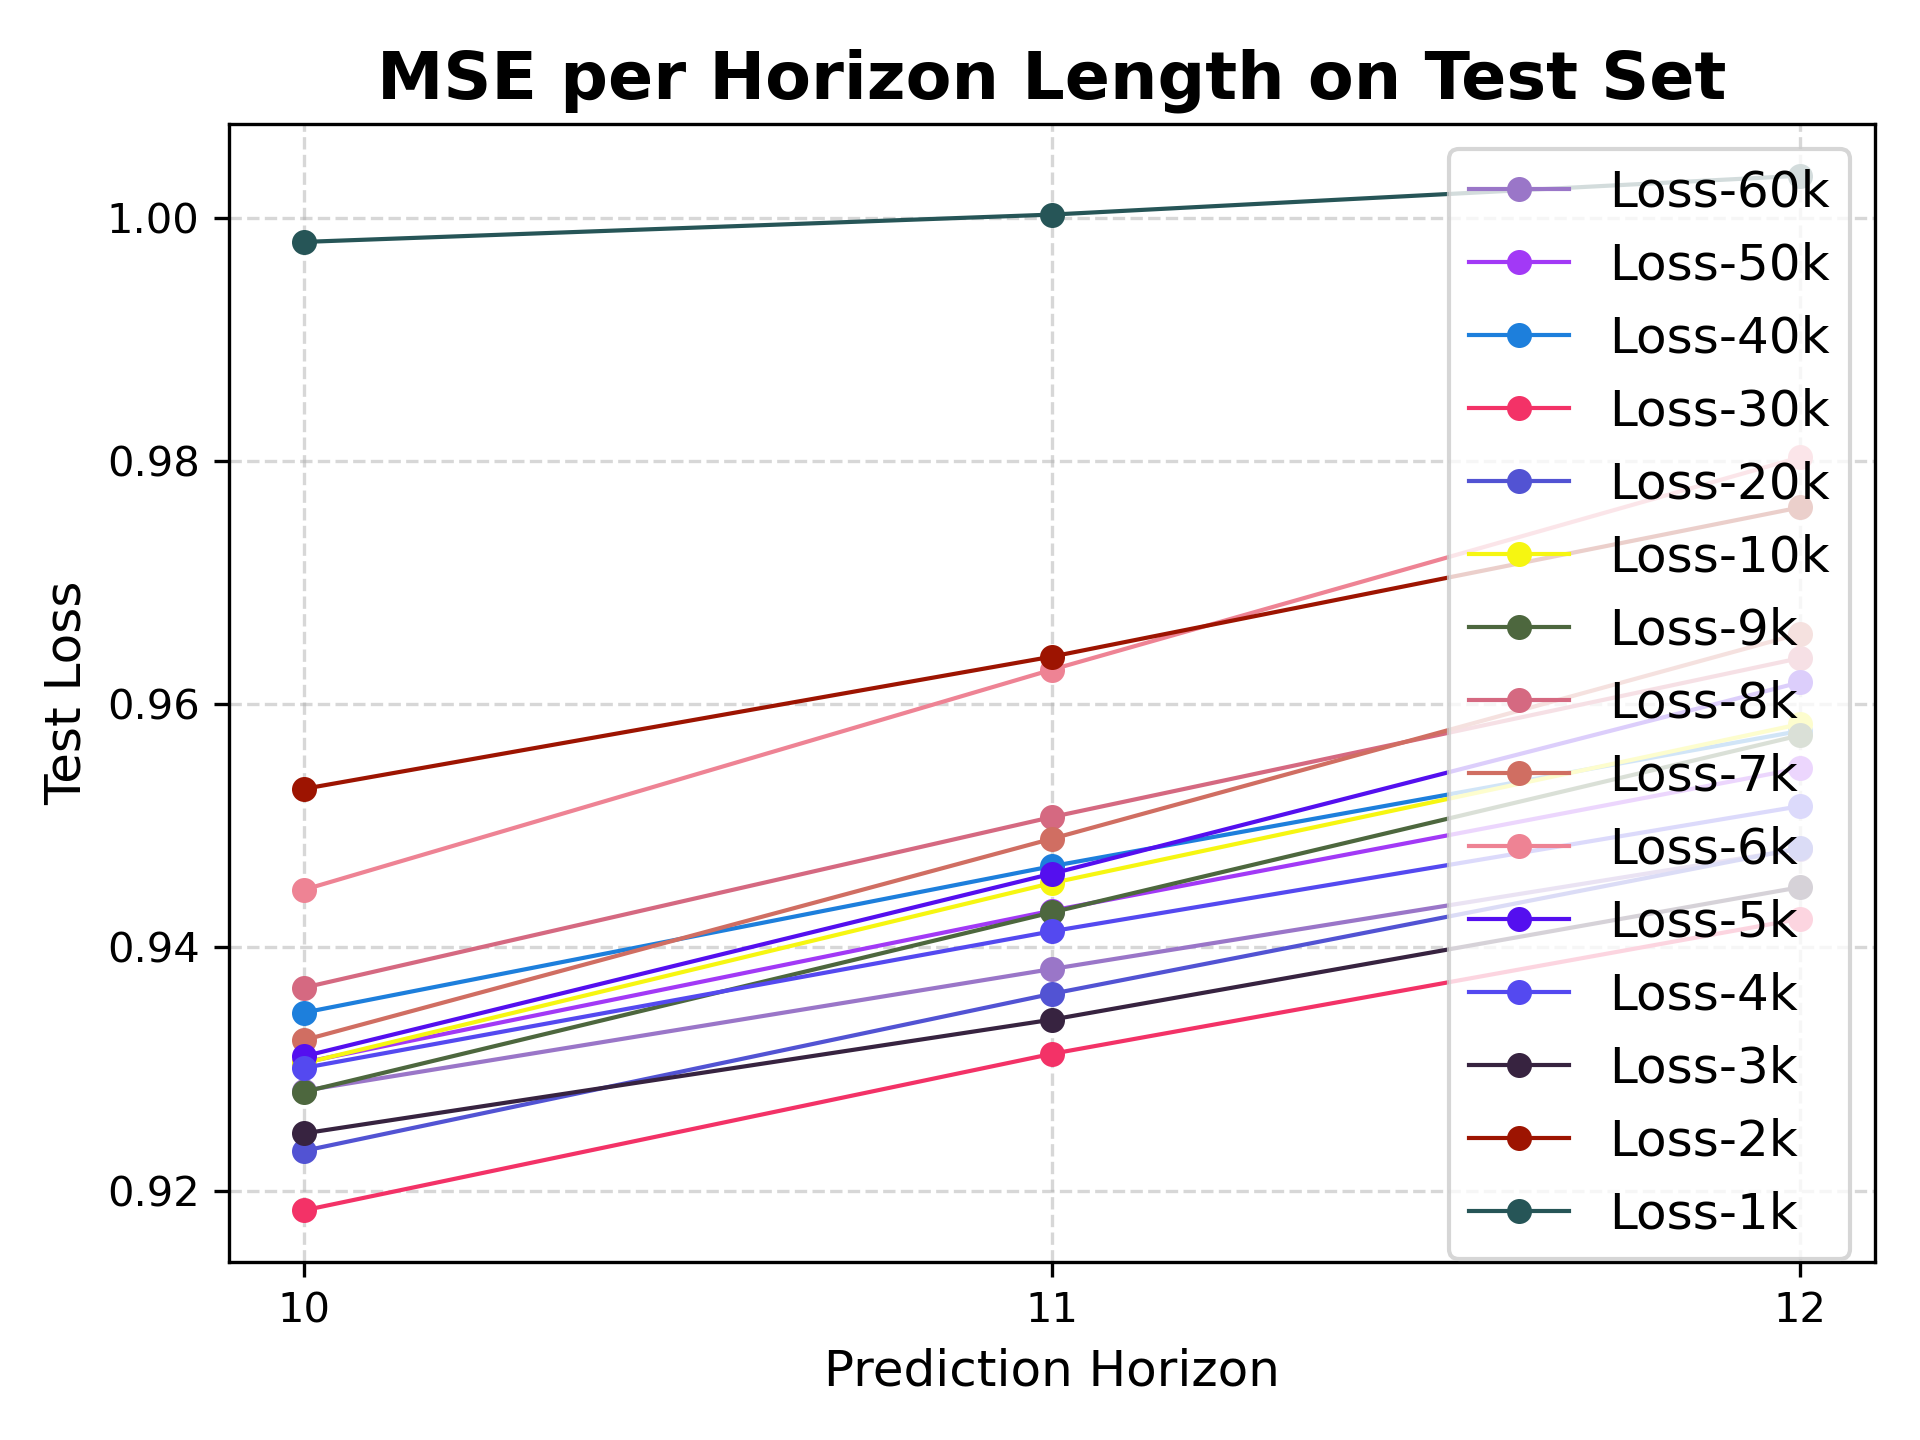 MSE per Horizon Length on Test Set
Test Loss
1.00
0.98
0.96
0.94
0.92
10
11
12
Prediction Horizon
Loss-60k
Loss-50k
Loss-40k
Loss-30k
Loss-20k
Loss-10k
Loss-9k
Loss-8k
Loss-7k
Loss-6k
Loss-5k
Loss-4k
Loss-3k
Loss-2k
Loss-1k